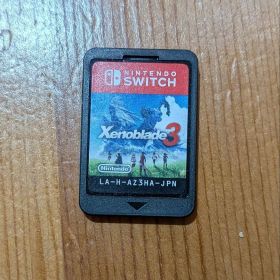 NINTENDO
SWITCH
Xenoblade3
Nintendo
LA-H-AZ3HA-JPN